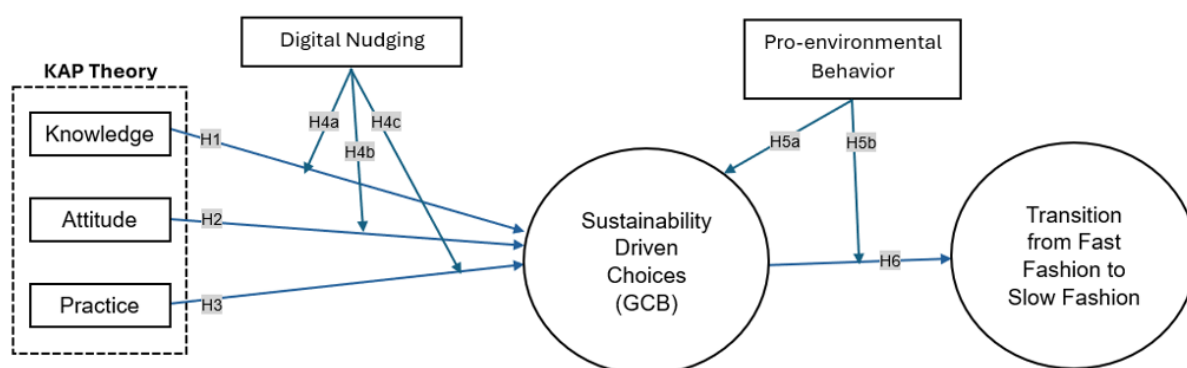 Digital Nudging
Pro-environmental
Behavior
KAP Theory
Knowledge
Attitude
Practice
H1
H2
H3
H4a
H4b
H4c
H5a
H5b
Sustainability
Driven
Choices
(GCB)
H6
Transition
from Fast
Fashion to
Slow Fashion